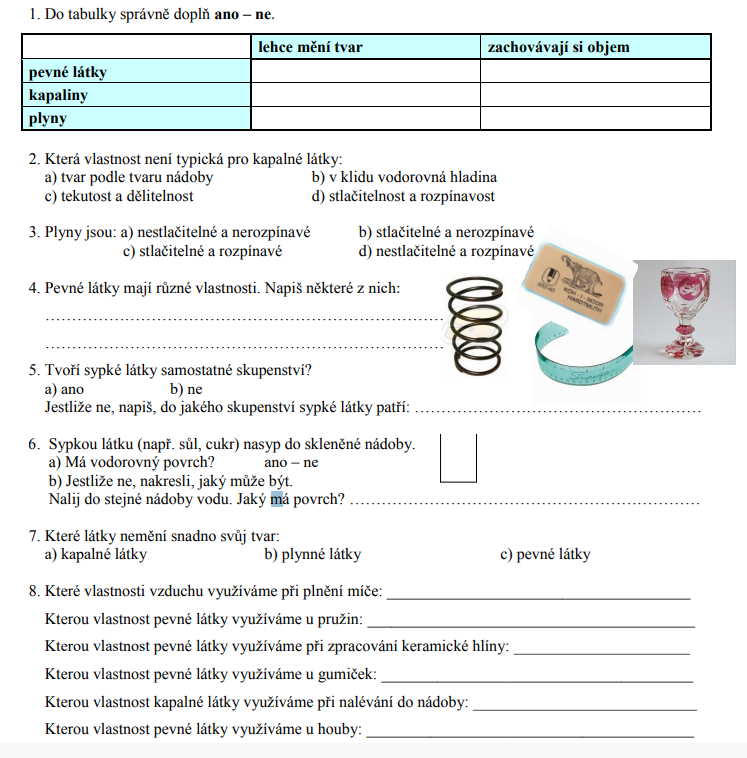 1. Do tabulky správně doplň ano – ne.
lehce mění tvar zachovávají si objem
pevné látky
kapaliny
plyny
2. Která vlastnost není typická pro kapalné látky:
a) tvar podle tvaru nádoby b) v klidu vodorovná hladina
c) tekutost a dělitelnost d) stlačitelnost a rozpínavost
3. Plyny jsou: a) nestlačitelné a nerozpínavé b) stlačitelné a nerozpínavé
c) stlačitelné a rozpínavé d) nestlačitelné a rozpínavé
KOH-I-NOOR
HARDTMUTH
4. Pevné látky mají různé vlastnosti. Napiš některé z nich:
5. Tvoří sypké látky samostatné skupenství?
a) ano b) ne
Jestliže ne, napiš, do jakého skupenství sypké látky patří:
6. Sypkou látku (např. sůl, cukr) nasyp do skleněné nádoby.
a) Má vodorovný povrch? ano – ne
b) Jestliže ne, nakresli, jaký může být.
Nalij do stejné nádoby vodu. Jaký má povrch?
7. Které látky nemění snadno svůj tvar:
a) kapalné látky b) plynné látky c) pevné látky
8. Které vlastnosti vzduchu využíváme při plnění míče:
Kterou vlastnost pevné látky využíváme u pružin:
Kterou vlastnost pevné látky využíváme při zpracování keramické hlíny:
Kterou vlastnost pevné látky využíváme u gumiček:
Kterou vlastnost kapalné látky využíváme při nalévání do nádoby:
Kterou vlastnost pevné látky využíváme u houby: